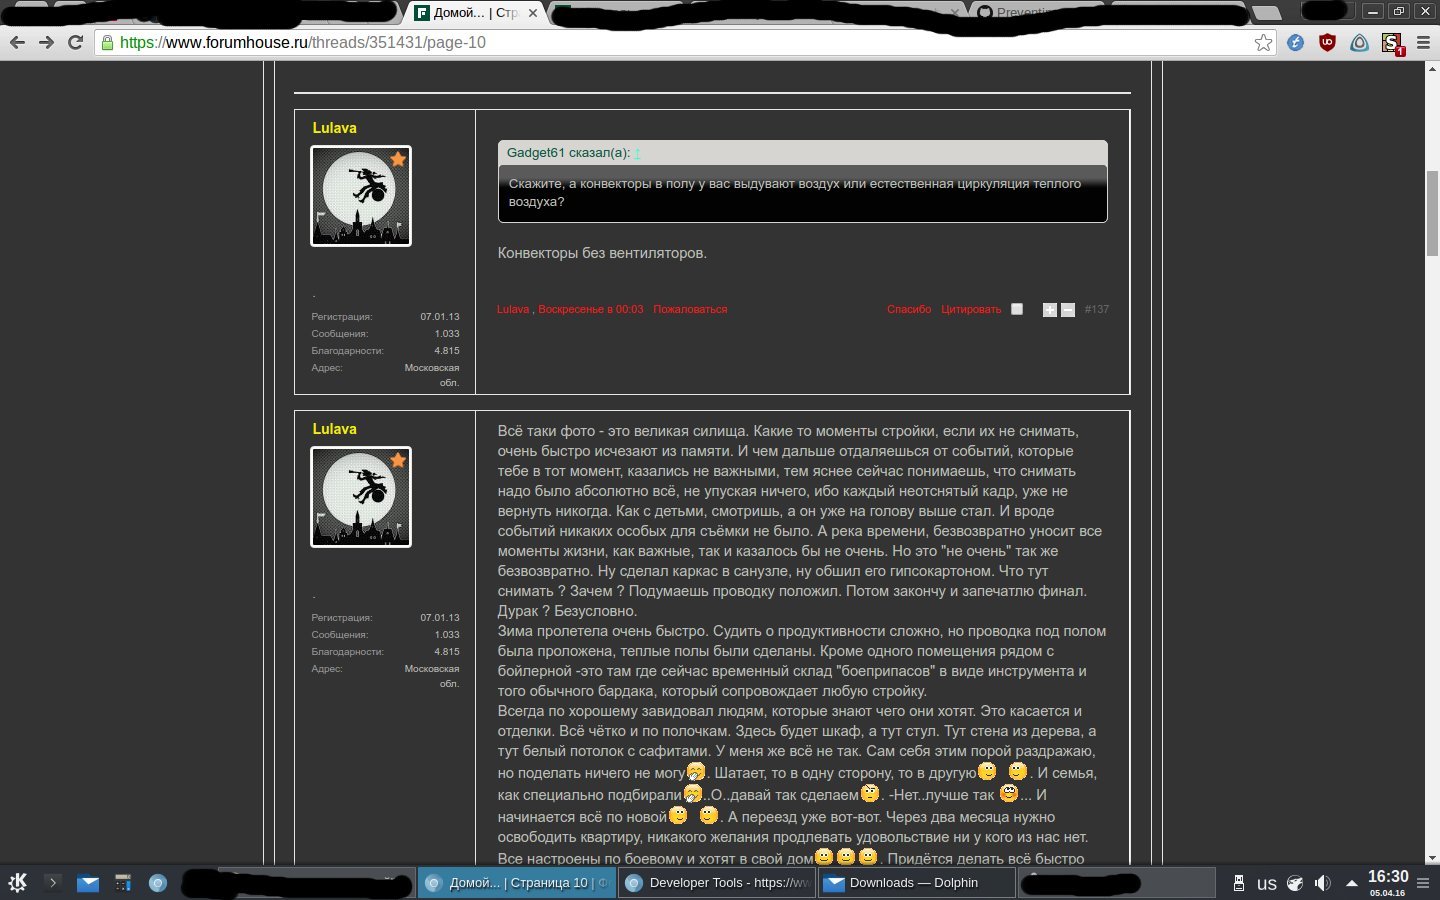 Домой... | Стр
Preventi
https://www.forumhouse.ru/threads/351431/page-10
Lulava
Gadget61 сказал(а): ↑
Скажите, а конвекторы в полу у вас выдувают воздух или естественная циркуляция теплого
воздуха?
Конвекторы без вентиляторов.
.
Регистрация: 07.01.13
Сообщения: 1.033
Благодарности: 4.815
Адрес: Московская
обл.
Lulava , Воскресенье в 00:03 Пожаловаться
Спасибо Цитировать + − #137
Lulava
.
Регистрация: 07.01.13
Сообщения: 1.033
Благодарности: 4.815
Адрес: Московская
обл.
Всё таки фото - это великая силища. Какие то моменты стройки, если их не снимать,
очень быстро исчезают из памяти. И чем дальше отдаляешься от событий, которые
тебе в тот момент, казались не важными, тем яснее сейчас понимаешь, что снимать
надо было абсолютно всё, не упуская ничего, ибо каждый неотснятый кадр, уже не
вернуть никогда. Как с детьми, смотришь, а он уже на голову выше стал. И вроде
событий никаких особых для съёмки не было. А река времени, безвозвратно уносит все
моменты жизни, как важные, так и казалось бы не очень. Но это "не очень" так же
безвозвратно. Ну сделал каркас в санузле, ну обшил его гипсокартоном. Что тут
снимать ? Зачем ? Подумаешь проводку положил. Потом закончу и запечатлю финал.
Дурак ? Безусловно.
Зима пролетела очень быстро. Судить о продуктивности сложно, но проводка под полом
была проложена, теплые полы были сделаны. Кроме одного помещения рядом с
бойлерной -это там где сейчас временный склад "боеприпасов" в виде инструмента и
того обычного бардака, который сопровождает любую стройку.
Всегда по хорошему завидовал людям, которые знают чего они хотят. Это касается и
отделки. Всё чётко и по полочкам. Здесь будет шкаф, а тут стул. Тут стена из дерева, а
тут белый потолок с сафитами. У меня же всё не так. Сам себя этим порой раздражаю,
но поделать ничего не могу. Шатает, то в одну сторону, то в другую . И семья,
как специально подбирали..О..давай так сделаем. -Нет..лучше так ... И
начинается всё по новой . А переезд уже вот-вот. Через два месяца нужно
освободить квартиру, никакого желания продлевать удовольствие ни у кого из нас нет.
Все настроены по боевому и хотят в свой дом. Придётся делать всё быстро
Домой... | Страница 10 | Ф
Developer Tools - https://ww
Downloads — Dolphin
us
16:30
05.04.16